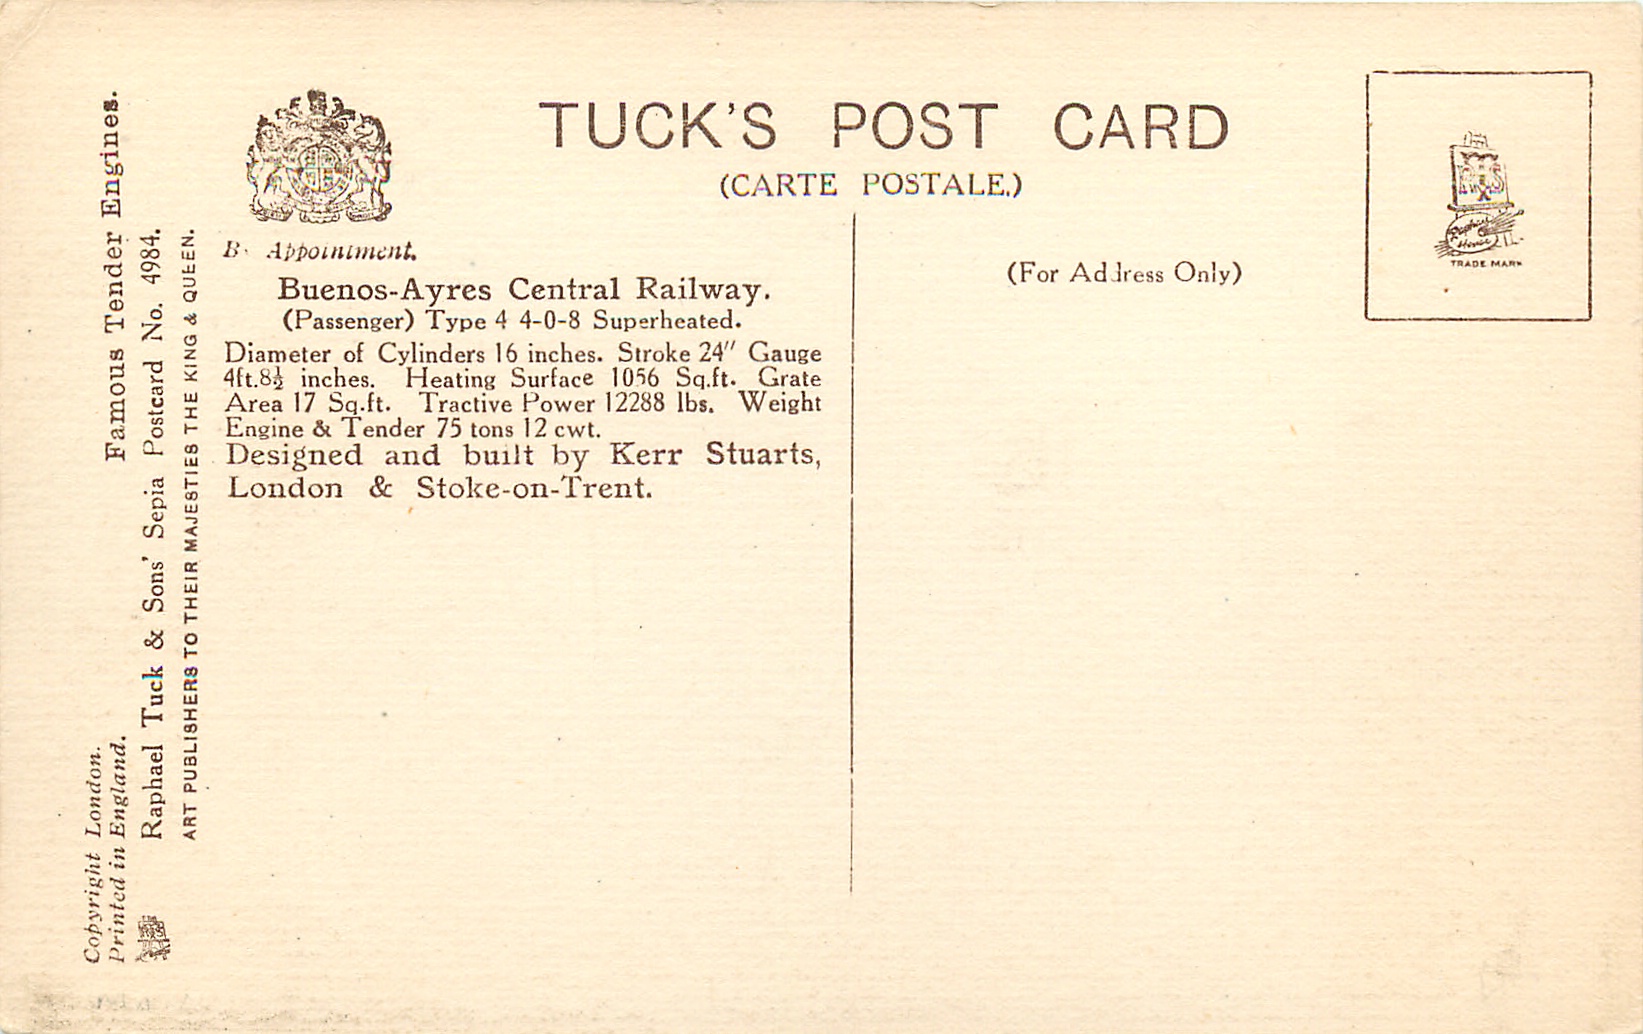 TUCK'S POST CARD
(CARTE POSTALE.)
By Appointment.
Buenos-Ayres Central Railway.
(Passenger) Type 4 4-0-8 Superheated.
Diameter of Cylinders 16 inches. Stroke 24″ Gauge
4ft.8½ inches. Heating Surface 1056 Sq.ft. Grate
Area 17 Sq.ft. Tractive Power 12288 lbs. Weight
Engine & Tender 75 tons 12 cwt.
Designed and built by Kerr Stuarts,
London & Stoke-on-Trent.
(For Address Only)
Raphael
House
TRADE MARK
Copyright London.
Printed in England.
Famous Tender Engines.
Raphael Tuck & Sons' Sepia Postcard No. 4984.
ART PUBLISHERS TO THEIR MAJESTIES THE KING & QUEEN.